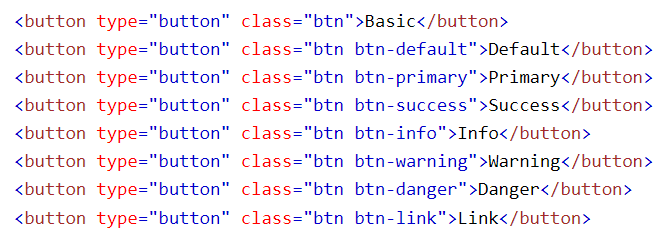 <button type="button" class="btn">Basic</button>
<button type="button" class="btn btn-default">Default</button>
<button type="button" class="btn btn-primary">Primary</button>
<button type="button" class="btn btn-success">Success</button>
<button type="button" class="btn btn-info">Info</button>
<button type="button" class="btn btn-warning">Warning</button>
<button type="button" class="btn btn-danger">Danger</button>
<button type="button" class="btn btn-link">Link</button>